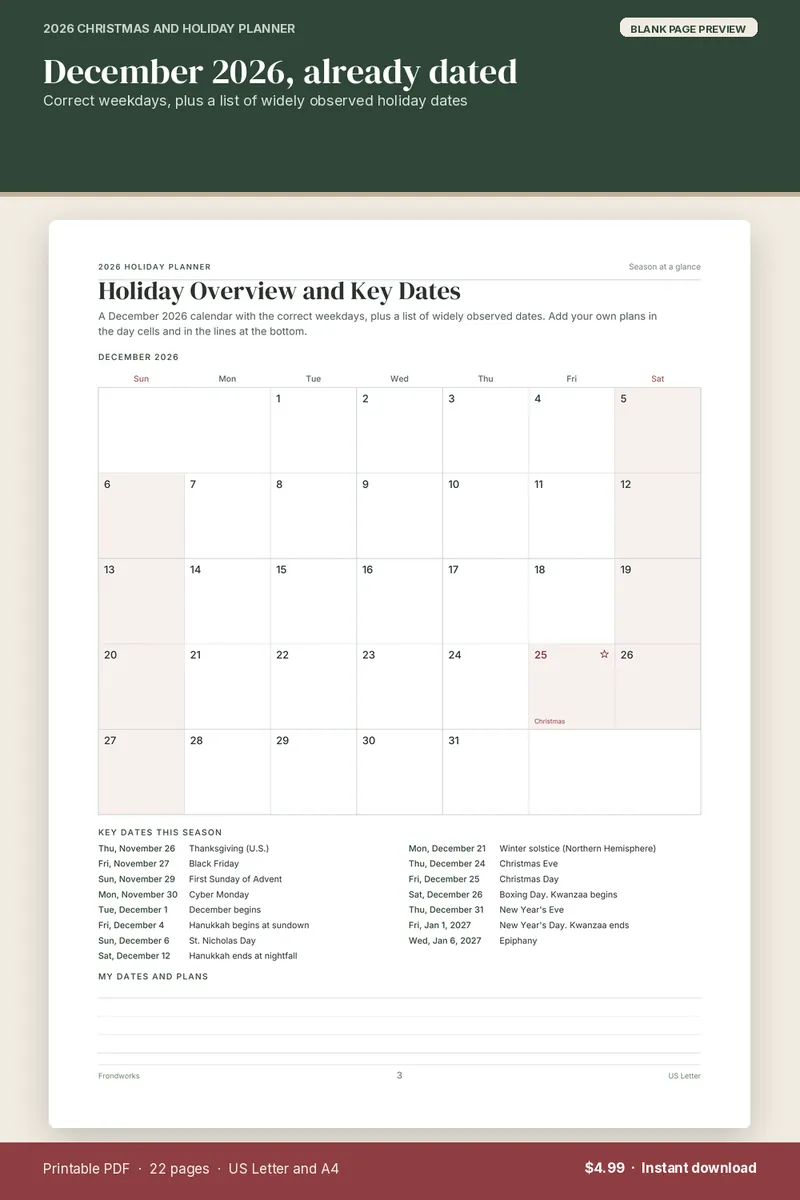 2026 CHRISTMAS AND HOLIDAY PLANNER
BLANK PAGE PREVIEW
December 2026, already dated
Correct weekdays, plus a list of widely observed holiday dates
2026 HOLIDAY PLANNER
Season at a glance
Holiday Overview and Key Dates
A December 2026 calendar with the correct weekdays, plus a list of widely observed dates. Add your own plans in
the day cells and in the lines at the bottom.
DECEMBER 2026
Sun Mon Tue Wed Thu Fri Sat
1 2 3 4 5
6 7 8 9 10 11 12
13 14 15 16 17 18 19
20 21 22 23 24 25 ☆ 26
Christmas
27 28 29 30 31
KEY DATES THIS SEASON
Thu, November 26 Thanksgiving (U.S.)
Fri, November 27 Black Friday
Sun, November 29 First Sunday of Advent
Mon, November 30 Cyber Monday
Tue, December 1 December begins
Fri, December 4 Hanukkah begins at sundown
Sun, December 6 St. Nicholas Day
Sat, December 12 Hanukkah ends at nightfall
Mon, December 21 Winter solstice (Northern Hemisphere)
Thu, December 24 Christmas Eve
Fri, December 25 Christmas Day
Sat, December 26 Boxing Day. Kwanzaa begins
Thu, December 31 New Year's Eve
Fri, Jan 1, 2027 New Year's Day. Kwanzaa ends
Wed, Jan 6, 2027 Epiphany
MY DATES AND PLANS
Frondworks
3
US Letter
Printable PDF · 22 pages · US Letter and A4
$4.99 · Instant download